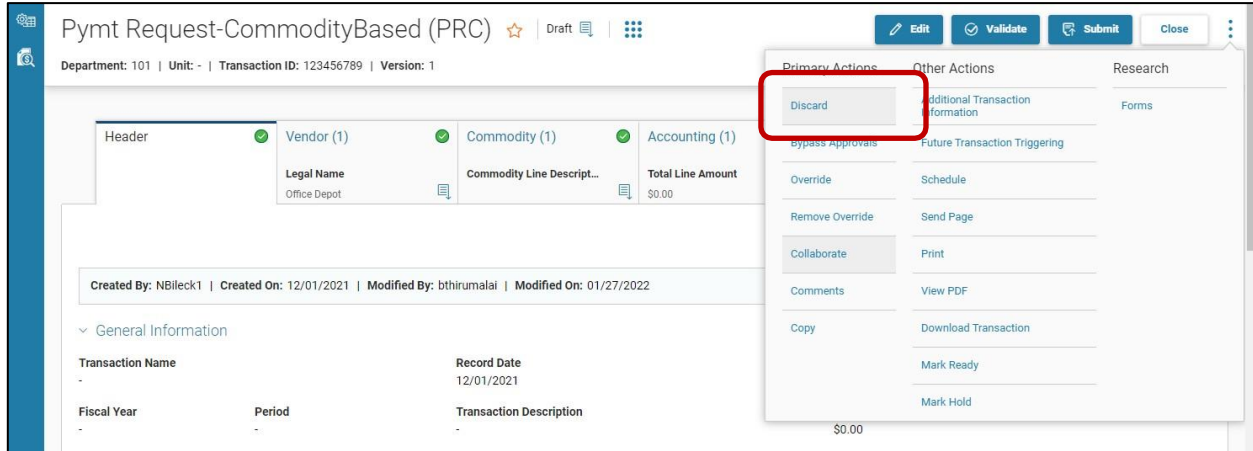 Pymt Request-CommodityBased (PRC) Draft
Edit
Validate
Submit
Close
Department: 101 | Unit: - | Transaction ID: 123456789 | Version: 1
Primary Actions
Discard
Bypass Approvals
Override
Remove Override
Collaborate
Comments
Copy
Other Actions
Additional Transaction
Information
Future Transaction Triggering
Schedule
Send Page
Print
View PDF
Download Transaction
Mark Ready
Mark Hold
Research
Forms
Header
Vendor (1)
Legal Name
Office Depot
Commodity (1)
Commodity Line Descript...
Accounting (1)
Total Line Amount
$0.00
Created By: NBileck1 | Created On: 12/01/2021 | Modified By: bthirumalai | Modified On: 01/27/2022
General Information
Transaction Name
-
Record Date
12/01/2021
Fiscal Year
-
Period
-
Transaction Description
-
$0.00